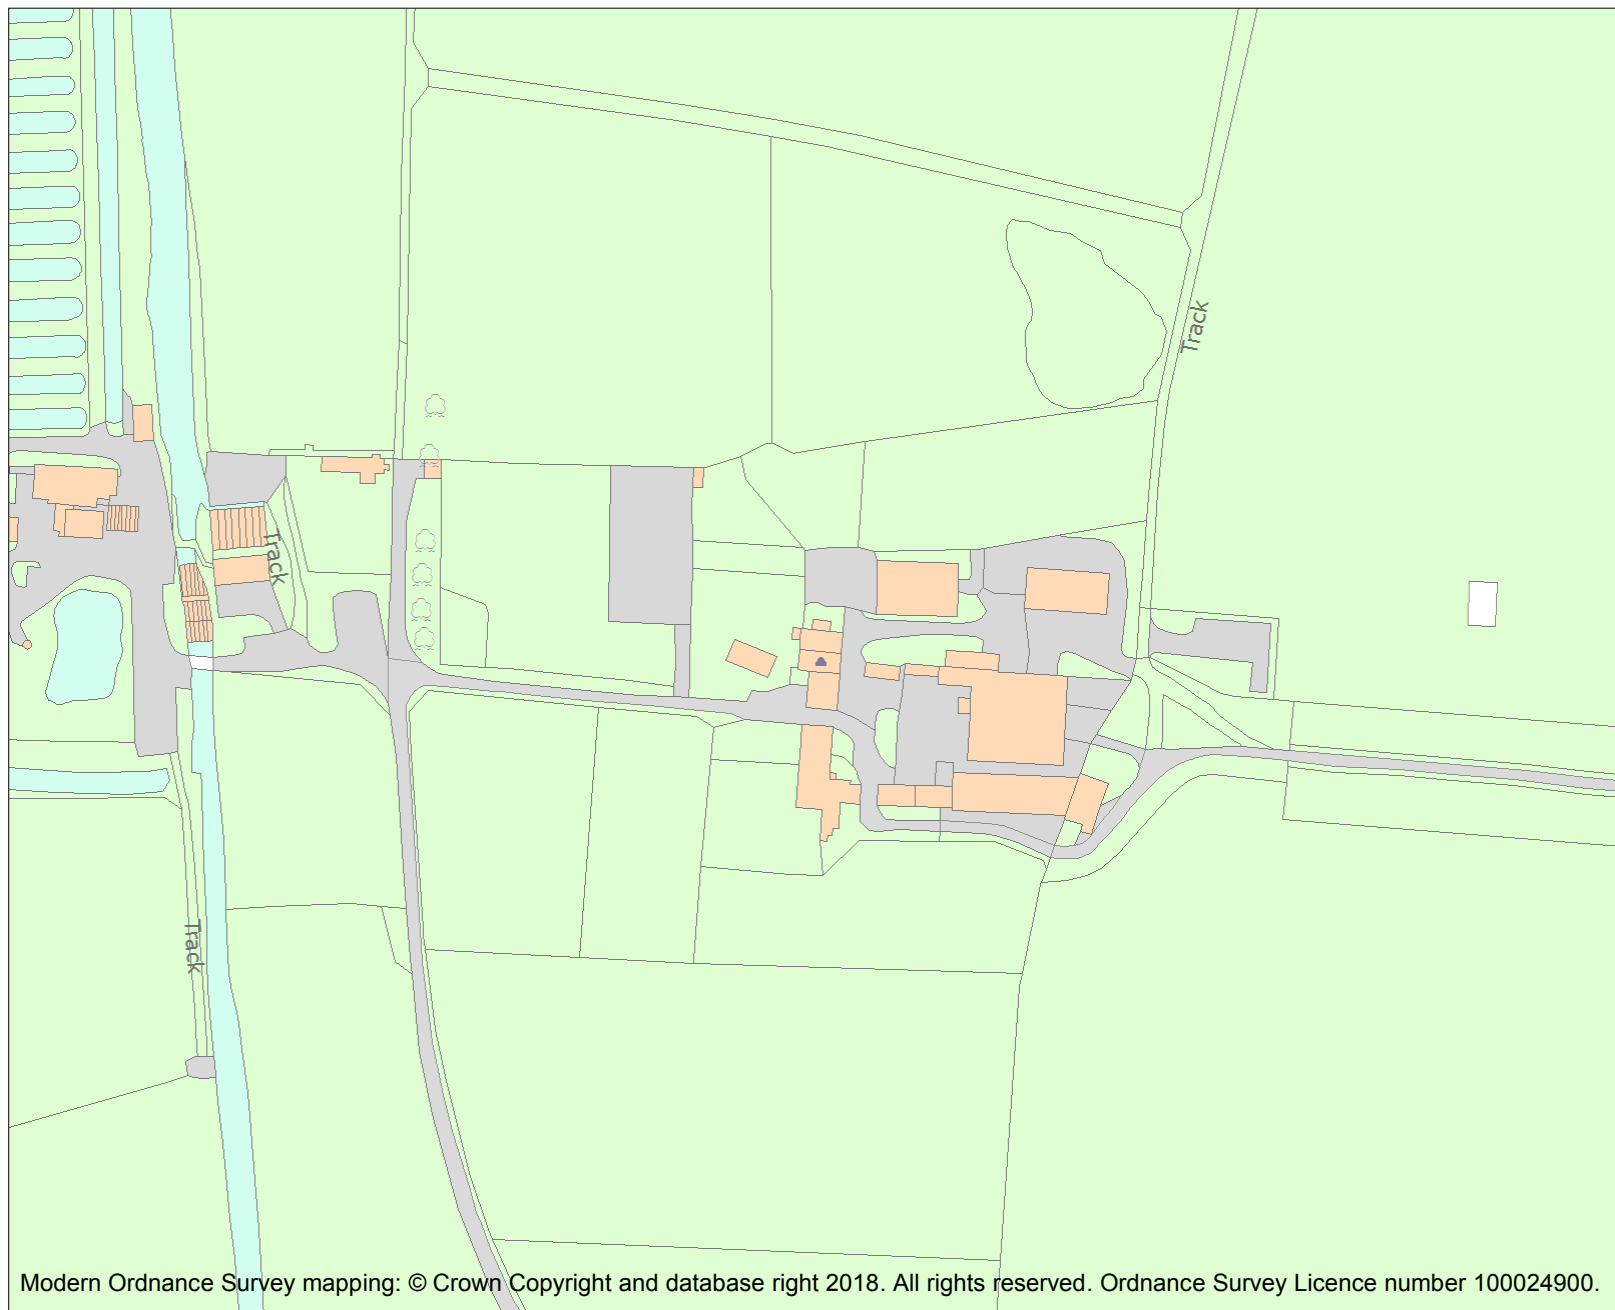 Track
Track
Track
Modern Ordnance Survey mapping: © Crown Copyright and database right 2018. All rights reserved. Ordnance Survey Licence number 100024900.